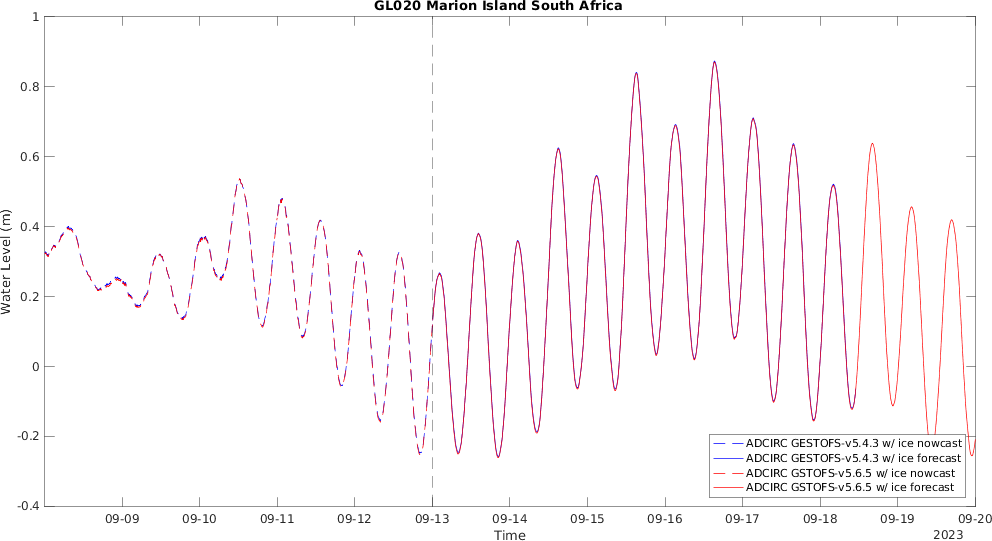 GL020 Marion Island South Africa
Water Level (m)
1
0.8
0.6
0.4
0.2
0
-0.2
-0.4
ADCIRC GESTOFS-v5.4.3 w/ ice nowcast
ADCIRC GESTOFS-v5.4.3 w/ ice forecast
ADCIRC GSTOFS-v5.6.5 w/ ice nowcast
ADCIRC GSTOFS-v5.6.5 w/ ice forecast
09-09 09-10 09-11 09-12 09-13 09-14 09-15 09-16 09-17 09-18 09-19 09-20
Time
2023